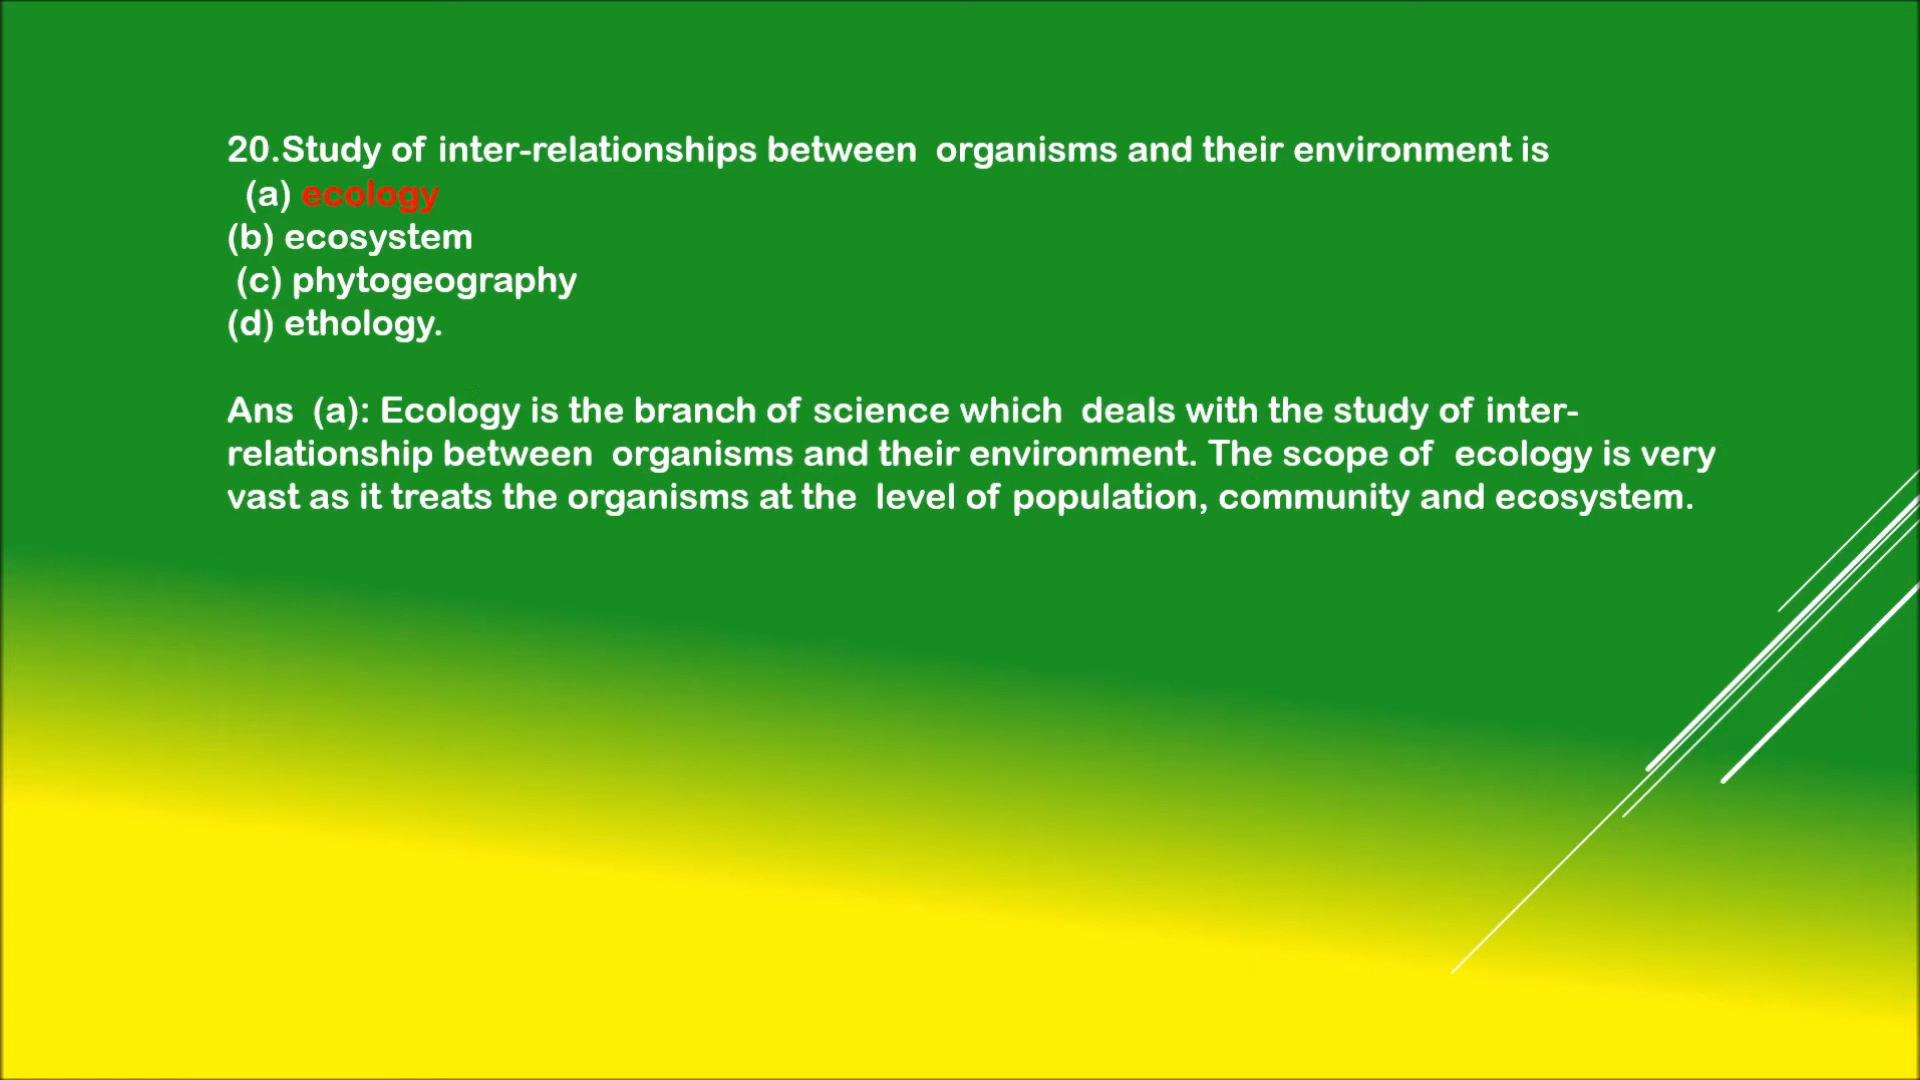 20.Study of inter-relationships between organisms and their environment is
(a) ecology
(b) ecosystem
(c) phytogeography
(d) ethology.
Ans (a): Ecology is the branch of science which deals with the study of inter-
relationship between organisms and their environment. The scope of ecology is very
vast as it treats the organisms at the level of population, community and ecosystem.